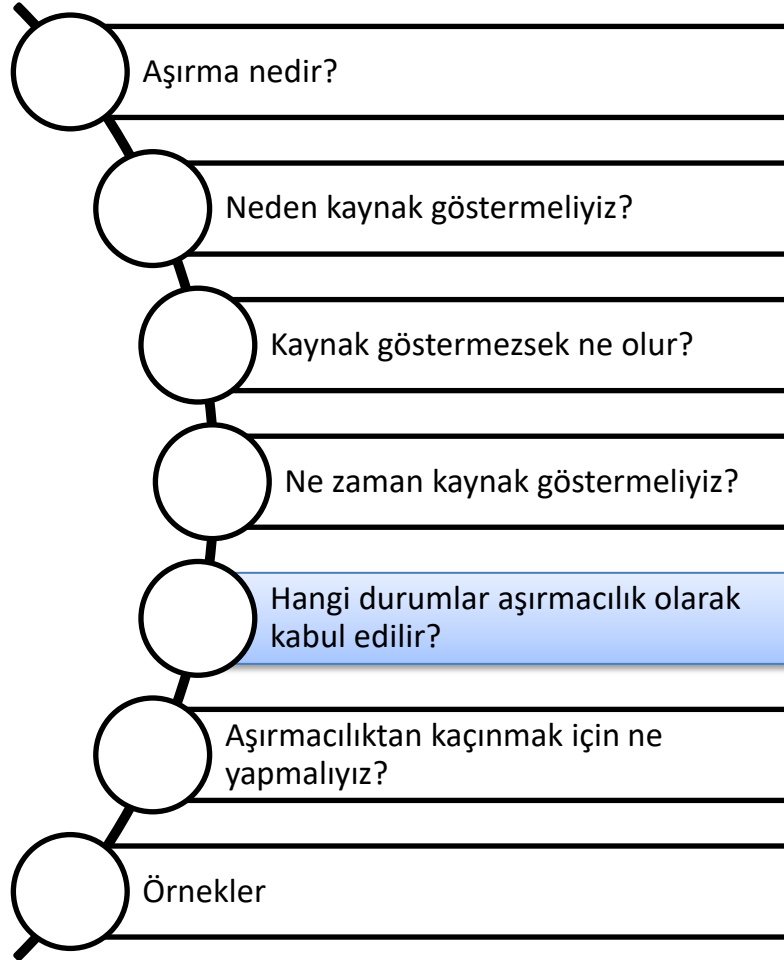 Aşırma nedir?
Neden kaynak göstermeliyiz?
Kaynak göstermezsek ne olur?
Ne zaman kaynak göstermeliyiz?
Hangi durumlar aşırmacılık olarak
kabul edilir?
Aşırmacılıktan kaçınmak için ne
yapmalıyız?
Örnekler